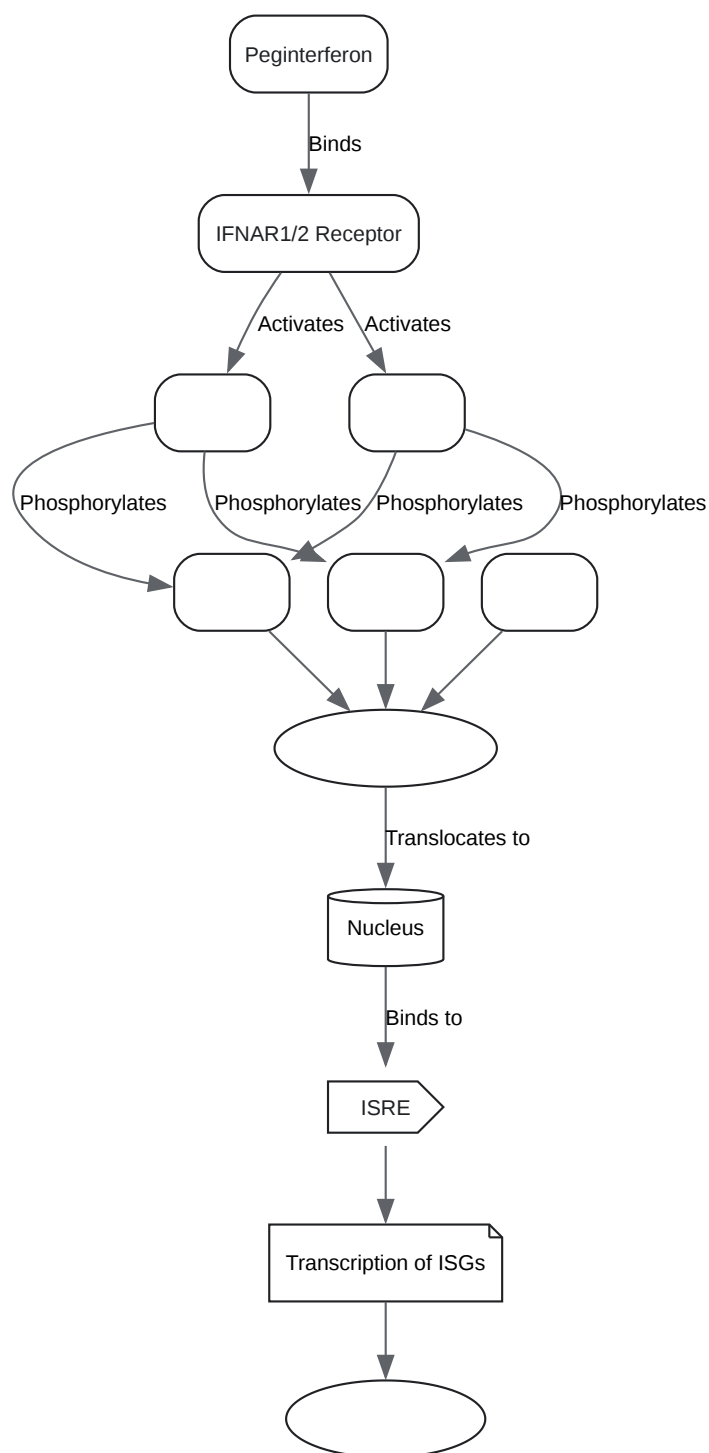 Peginterferon
Binds
IFNAR1/2 Receptor
Activates
Activates
Phosphorylates
Phosphorylates
Phosphorylates
Phosphorylates
Translocates to
Nucleus
Binds to
ISRE
Transcription of ISGs